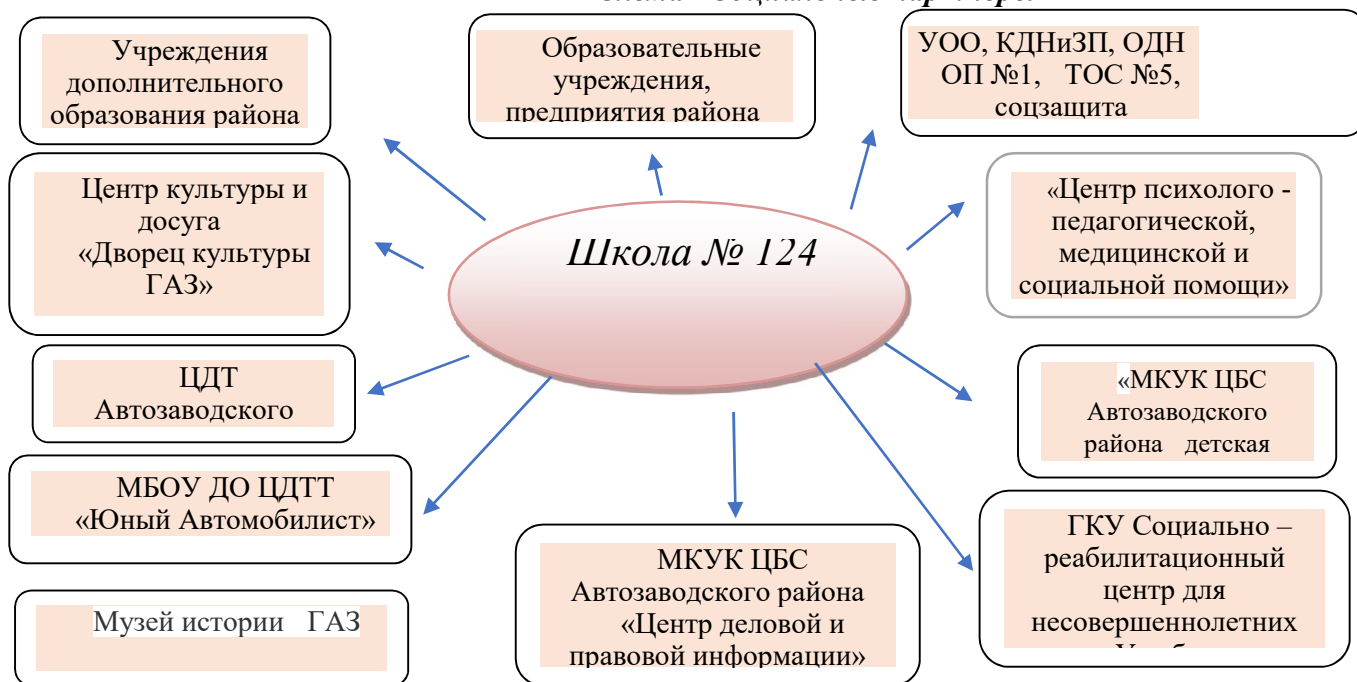 Учреждения
дополнительного
образования района
Образовательные
учреждения,
предприятия района
УОО, КДНиЗП, ОДН
ОП №1, ТОС №5,
соцзащита
Центр культуры и
досуга
«Дворец культуры
ГАЗ»
Школа № 124
«Центр психолого -
педагогической,
медицинской и
социальной помощи»
ЦДТ
Автозаводского
«МКУК ЦБС
Автозаводского
района детская
МБОУ ДО ЦДТТ
«Юный Автомобилист»
МКУК ЦБС
Автозаводского района
«Центр деловой и
правовой информации»
ГКУ Социально –
реабилитационный
центр для
несовершеннолетних
Музей истории ГАЗ